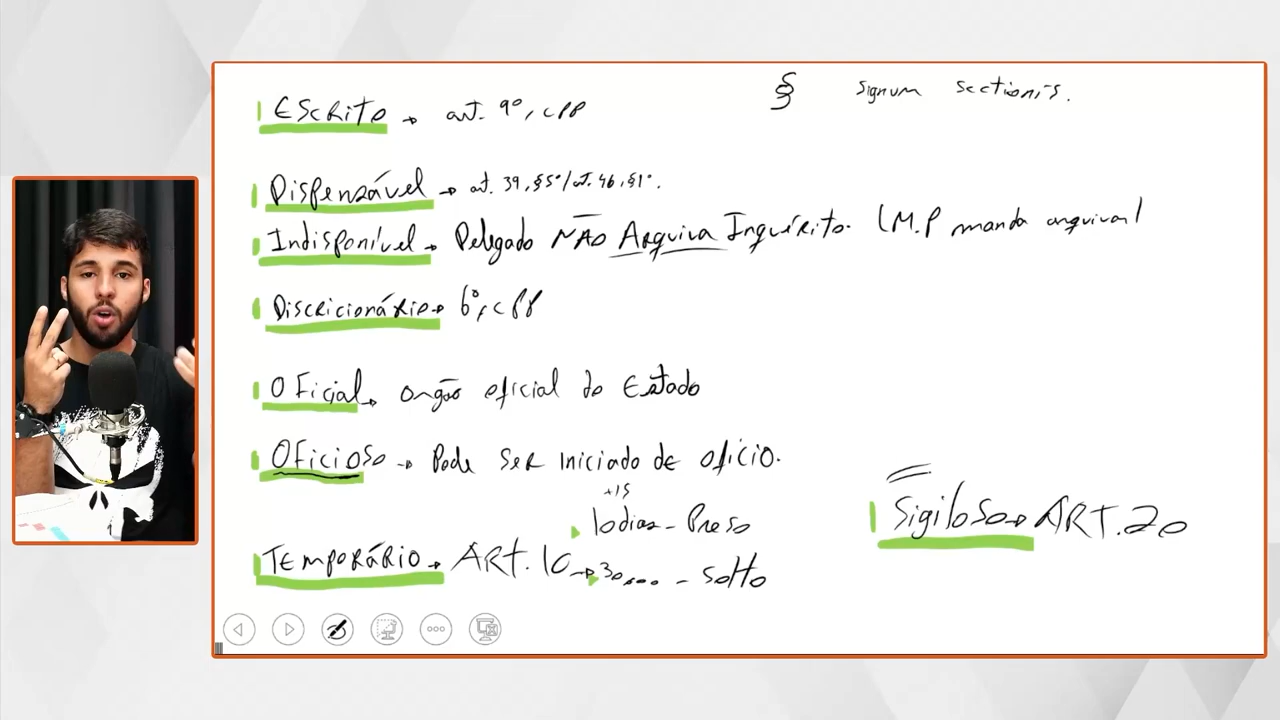 § signum sectionis.
Escrito → art. 9º, CPP
Dispensável → art. 39, §5º/art. 46, §1º.
Indisponível → Delegado NÃO Arquiva Inquérito. (M.P manda arquivar)
Discricionário → 6º, CPP
Oficial → orgão oficial do Estado
Oficioso → Pode ser iniciado de ofício.
+15
10 dias - Preso
Sigiloso → ART. 20
Temporário → ART. 10 → 30 - solto